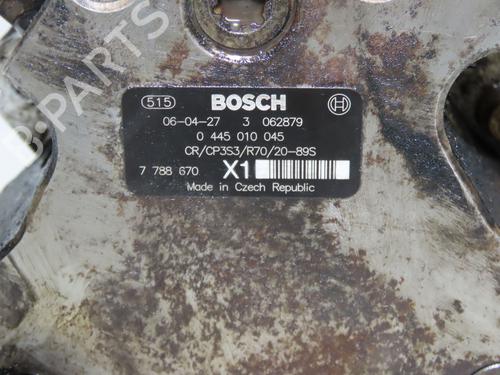 515 BOSCH
06-04-27 3 062879
0 445 010 045
CR/CP3S3/R70/20-89S
7 788 670 X1
Made in Czech Republic